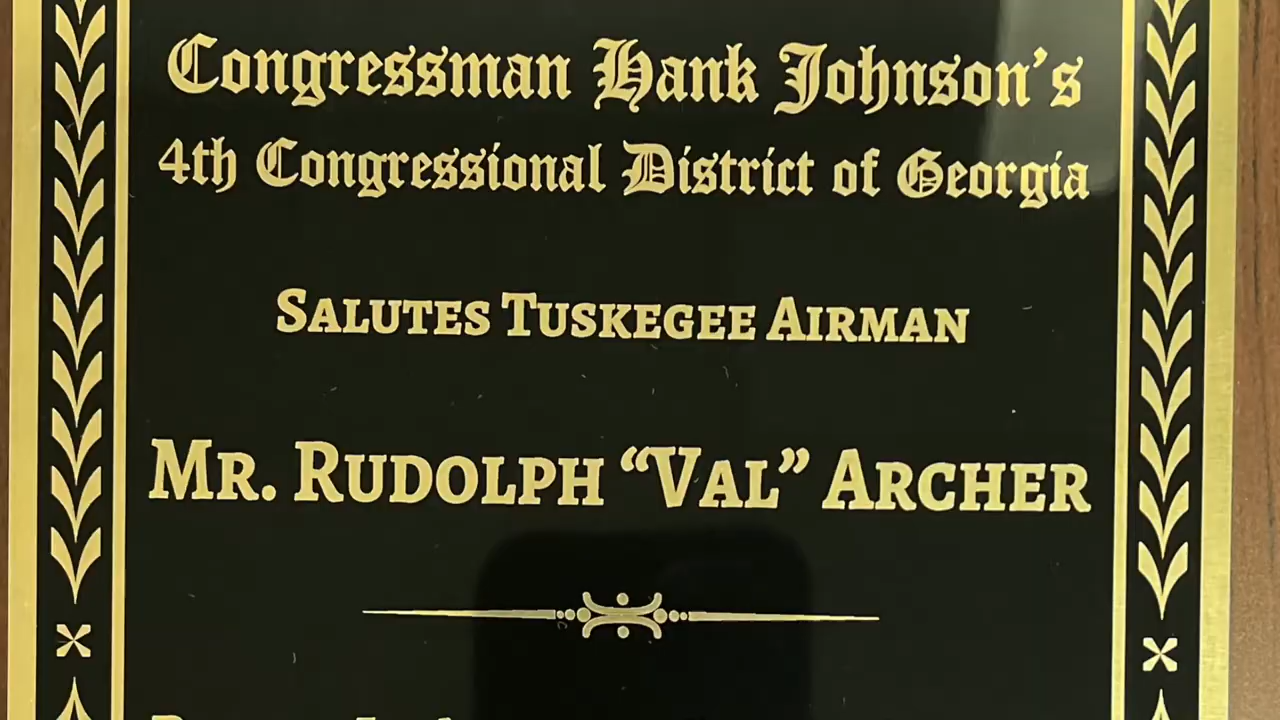 Congressman Hank Johnson's
4th Congressional District of Georgia
SALUTES TUSKEGEE AIRMAN
MR. RUDOLPH “VAL” ARCHER